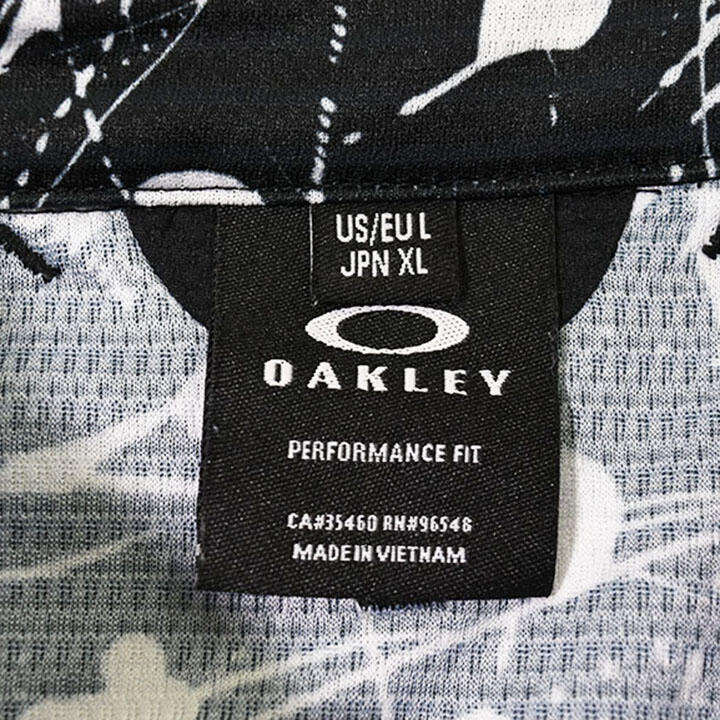 US/EU L
JPN XL
OAKLEY
PERFORMANCE FIT
CA#35460 RN#96548
MADE IN VIETNAM